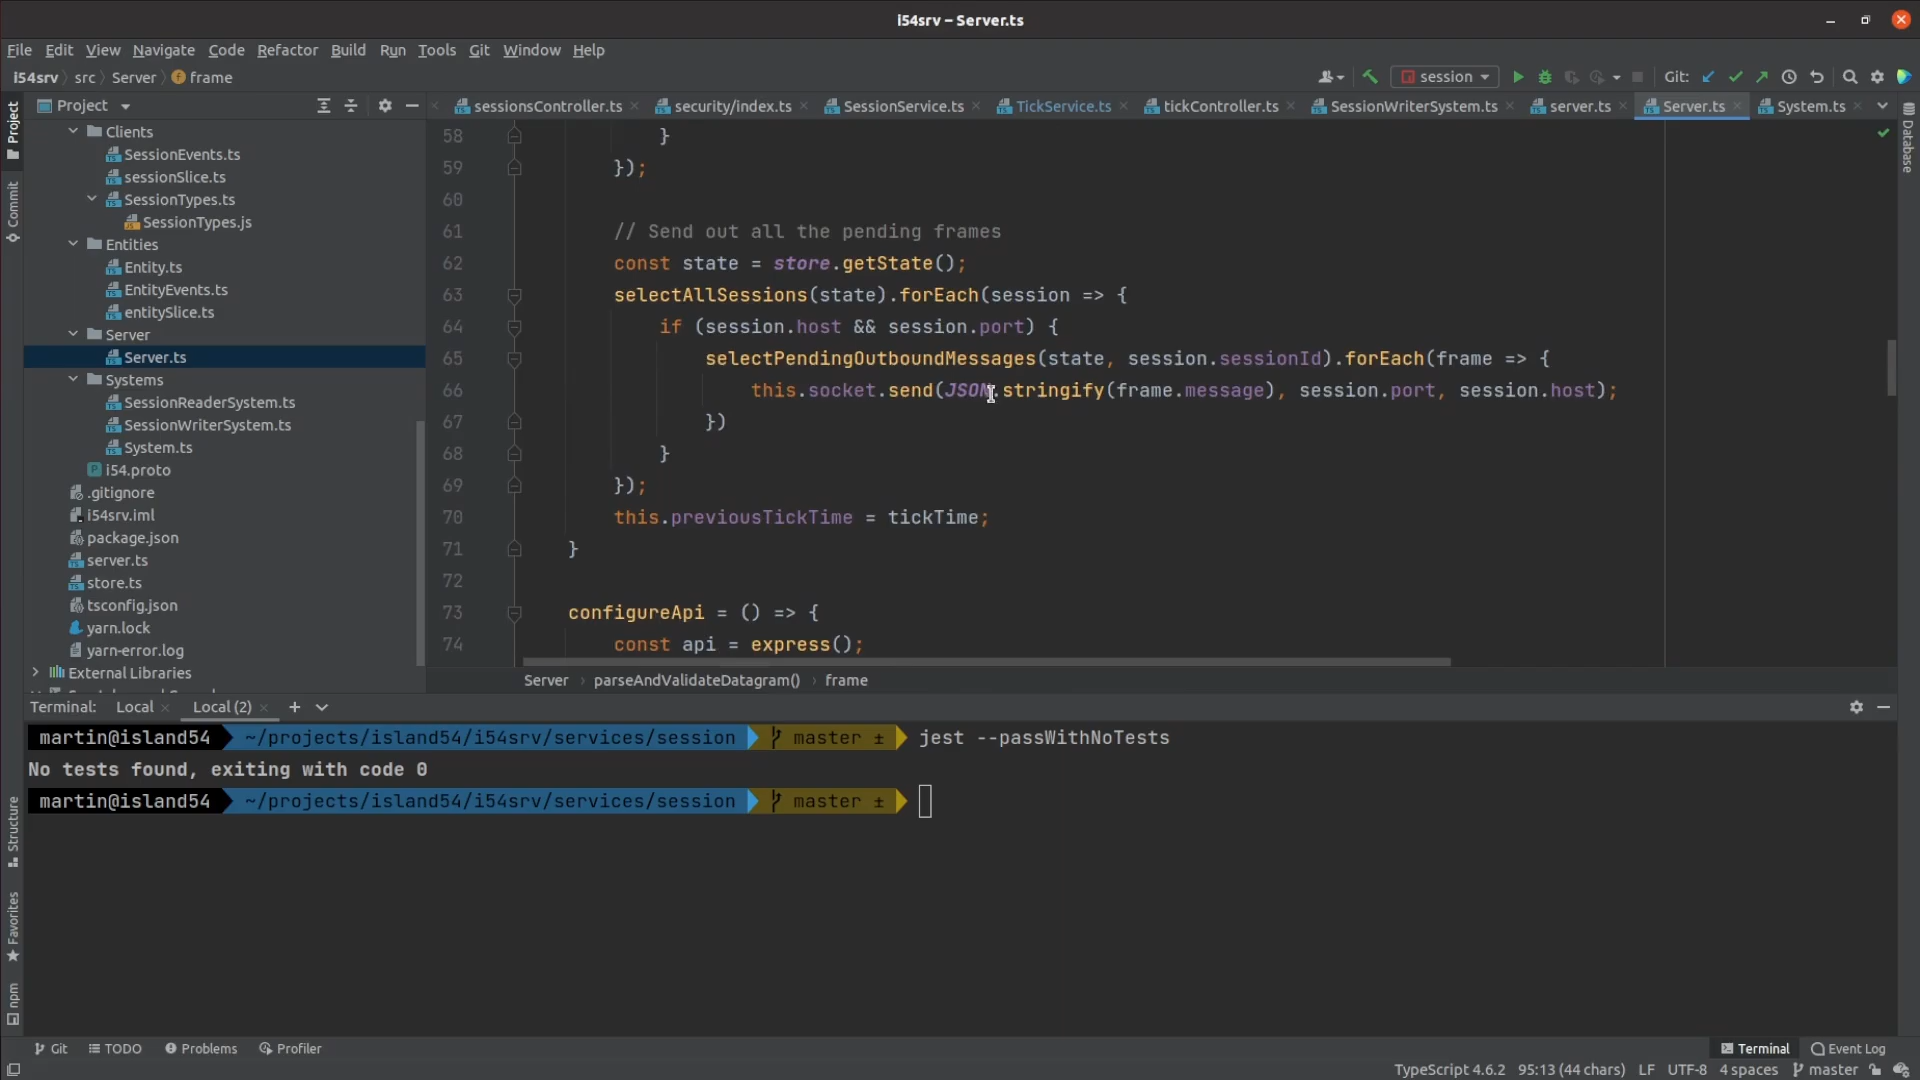 i54srv – Server.ts
File Edit View Navigate Code Refactor Build Run Tools Git Window Help
i54srv src Server frame
session
Git:
Project
sessionsController.ts security/index.ts SessionService.ts TickService.ts tickController.ts SessionWriterSystem.ts server.ts Server.ts System.ts
Project
Commit
Structure
Favorites
npm
Database
Clients
SessionEvents.ts
sessionSlice.ts
SessionTypes.ts
SessionTypes.js
Entities
Entity.ts
EntityEvents.ts
entitySlice.ts
Server
Server.ts
Systems
SessionReaderSystem.ts
SessionWriterSystem.ts
System.ts
i54.proto
.gitignore
i54srv.iml
package.json
server.ts
store.ts
tsconfig.json
yarn.lock
yarn-error.log
External Libraries
58 }
59 });
60
61 // Send out all the pending frames
62 const state = store.getState();
63 selectAllSessions(state).forEach(session => {
64 if (session.host && session.port) {
65 selectPendingOutboundMessages(state, session.sessionId).forEach(frame => {
66 this.socket.send(JSON.stringify(frame.message), session.port, session.host);
67 })
68 }
69 });
70 this.previousTickTime = tickTime;
71 }
72
73 configureApi = () => {
74 const api = express();
Server parseAndValidateDatagram() frame
Terminal: Local Local (2)
martin@island54 ~/projects/island54/i54srv/services/session master ± jest --passWithNoTests
No tests found, exiting with code 0
martin@island54 ~/projects/island54/i54srv/services/session master ±
Git TODO Problems Profiler Terminal Event Log
TypeScript 4.6.2 95:13 (44 chars) LF UTF-8 4 spaces master